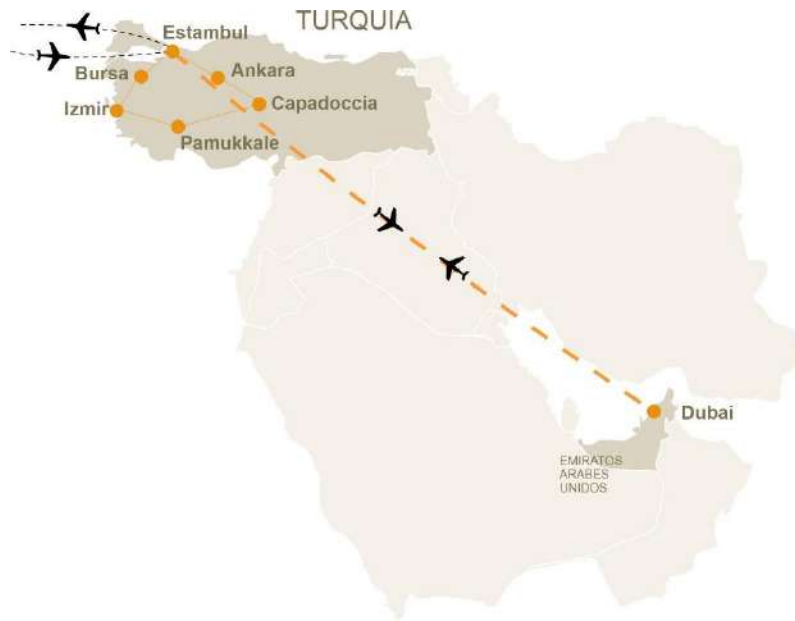 TURQUIA
Estambul
Bursa
Ankara
Izmir
Capadoccia
Pamukkale
Dubai
EMIRATOS
ARABES
UNIDOS